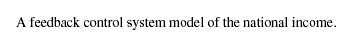 A feedback control system model of the national income.